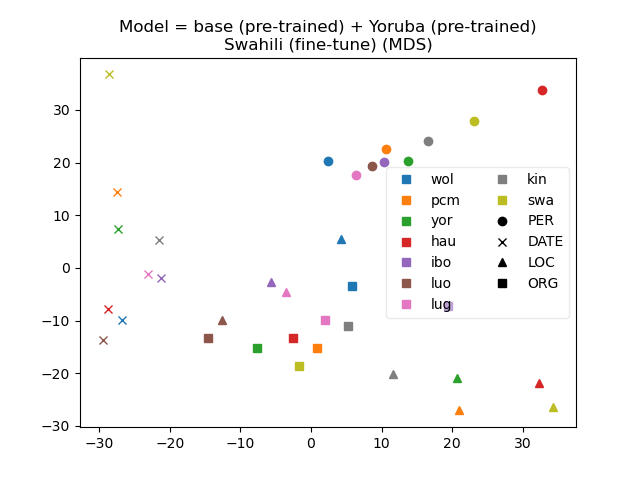 Model = base (pre-trained) + Yoruba (pre-trained)
Swahili (fine-tune) (MDS)
30
20
10
0
−10
−20
−30
−30
−20
−10
0
10
20
30
wol
pcm
yor
hau
ibo
luo
lug
kin
swa
PER
DATE
LOC
ORG